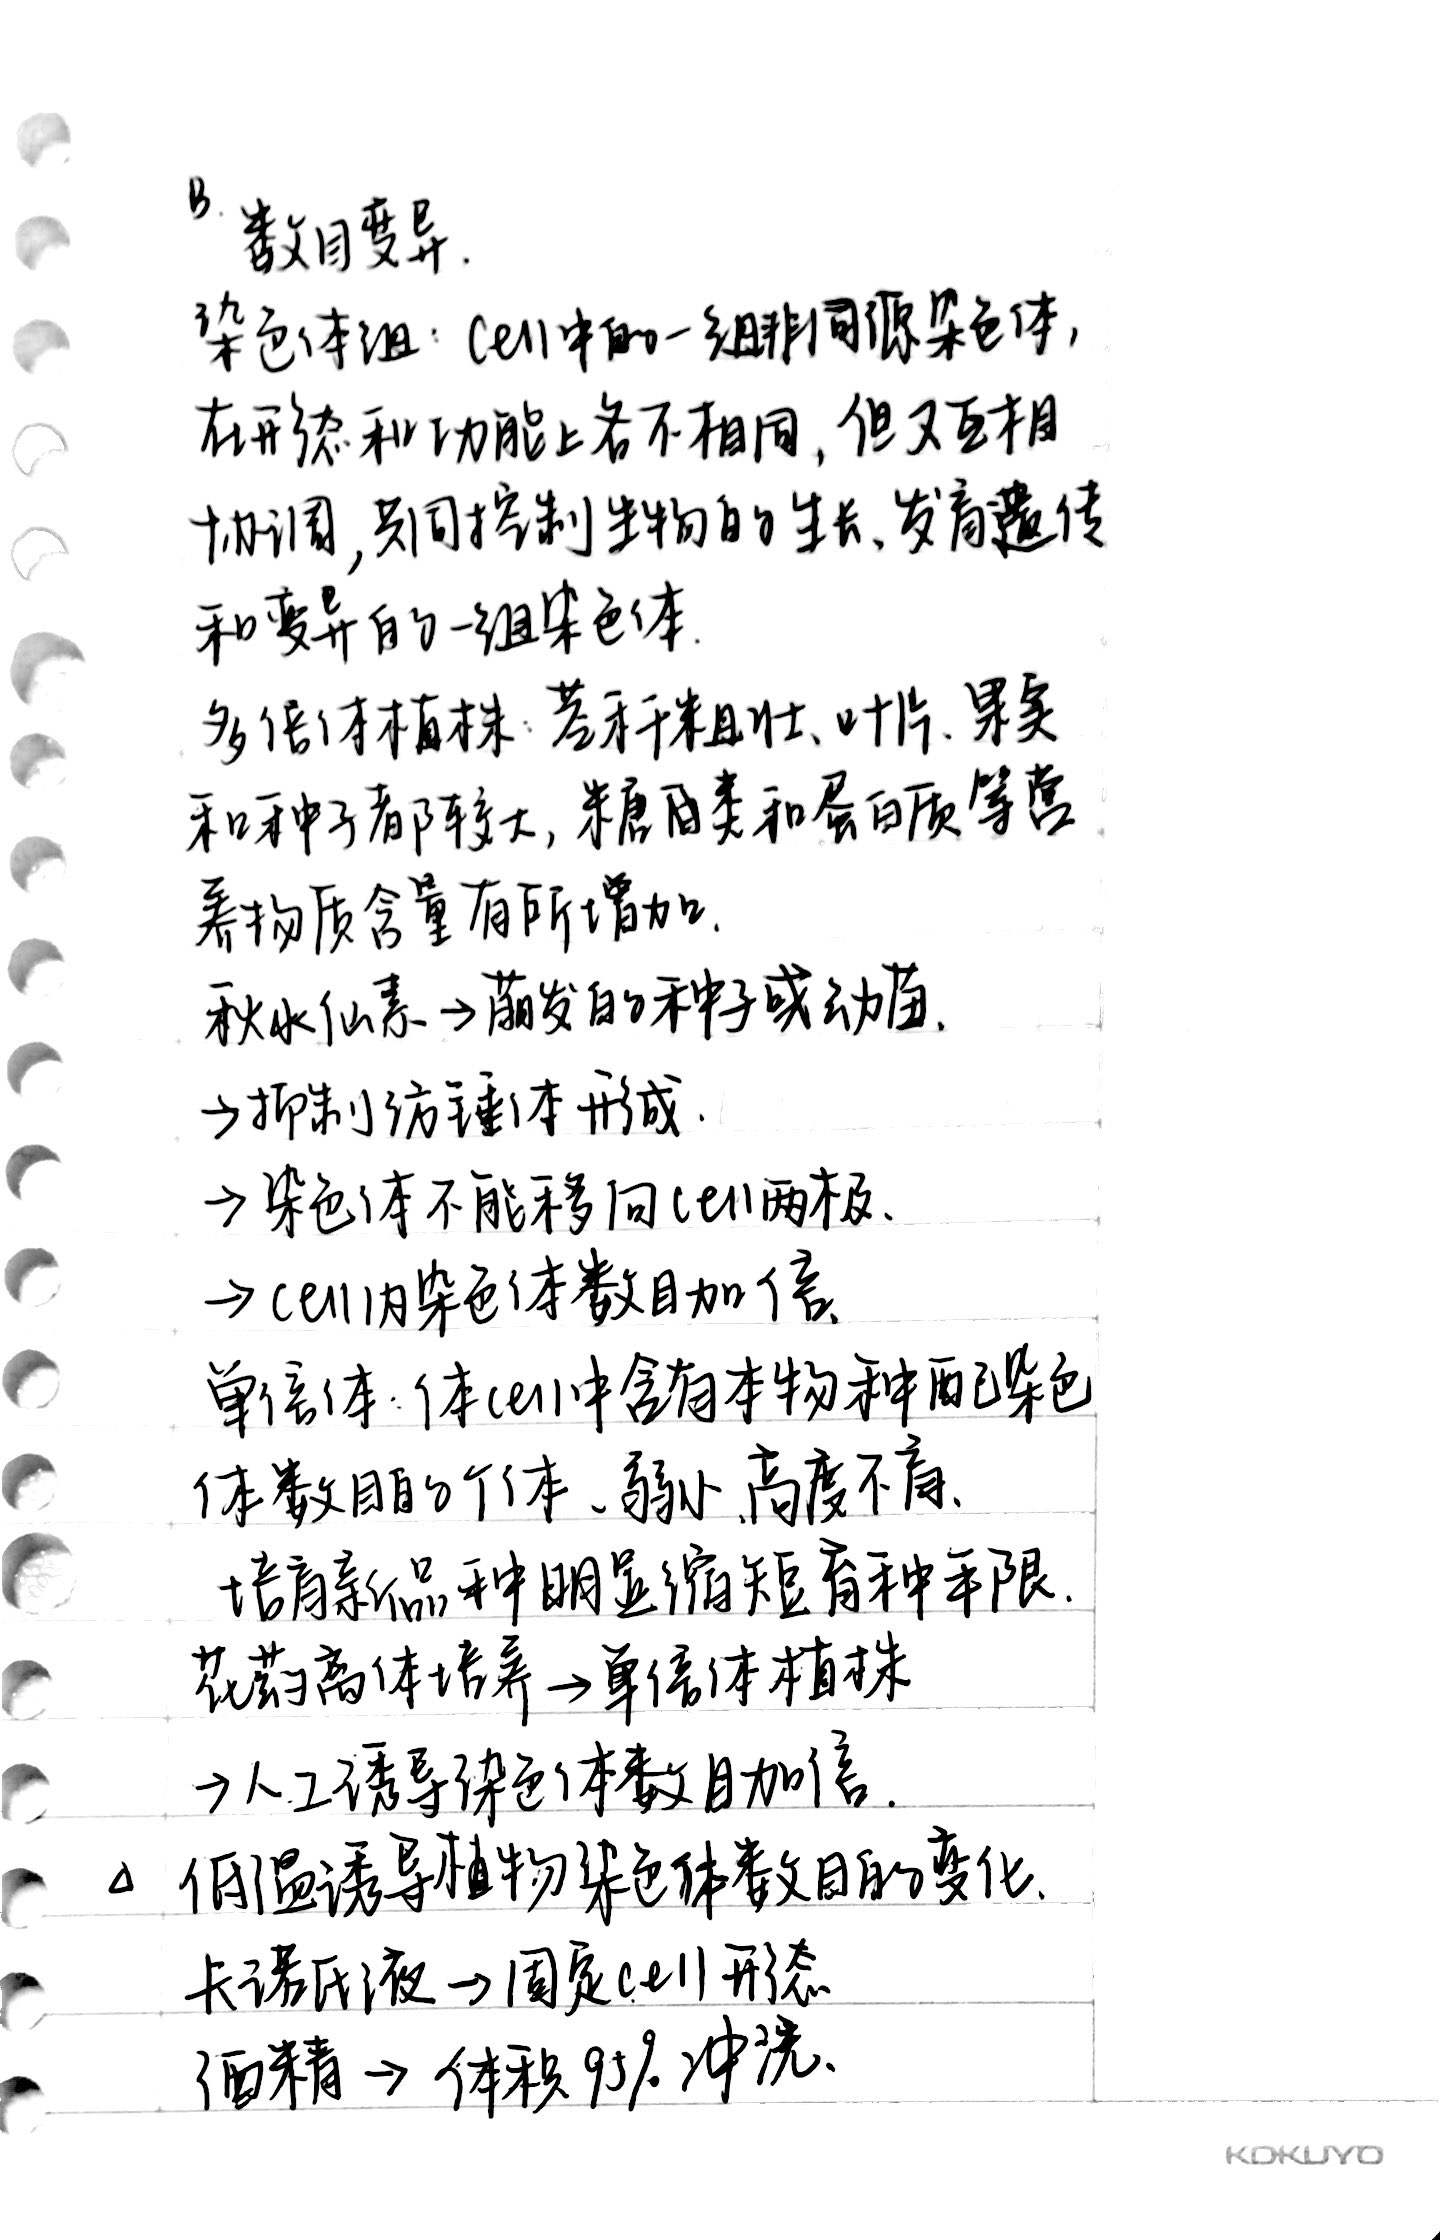 B.
数目变异.
染色体组: cell中的一组非同源染色体,
在形态和功能上各不相同, 但又互相
协调, 共同控制生物的生长、发育遗传
和变异的一组染色体.
多倍体植株: 茎秆粗壮、叶片、果实
和种子都较大, 糖酯类和蛋白质等营
养物质含量有所增加.
秋水仙素→萌发的种子或幼苗.
→抑制纺锤体形成.
→染色体不能移向cell两极.
→cell内染色体数目加倍.
单倍体: 体cell中含有本物种配染色
体数目的个体、弱小、高度不育、
培育新品种明显缩短育种年限.
花药离体培养→单倍体植株
→人工诱导染色体数目加倍.
△ 低温诱导植物染色体数目的变化.
卡诺氏液→固定cell形态
酒精→体积95%冲洗.
KOKUYO